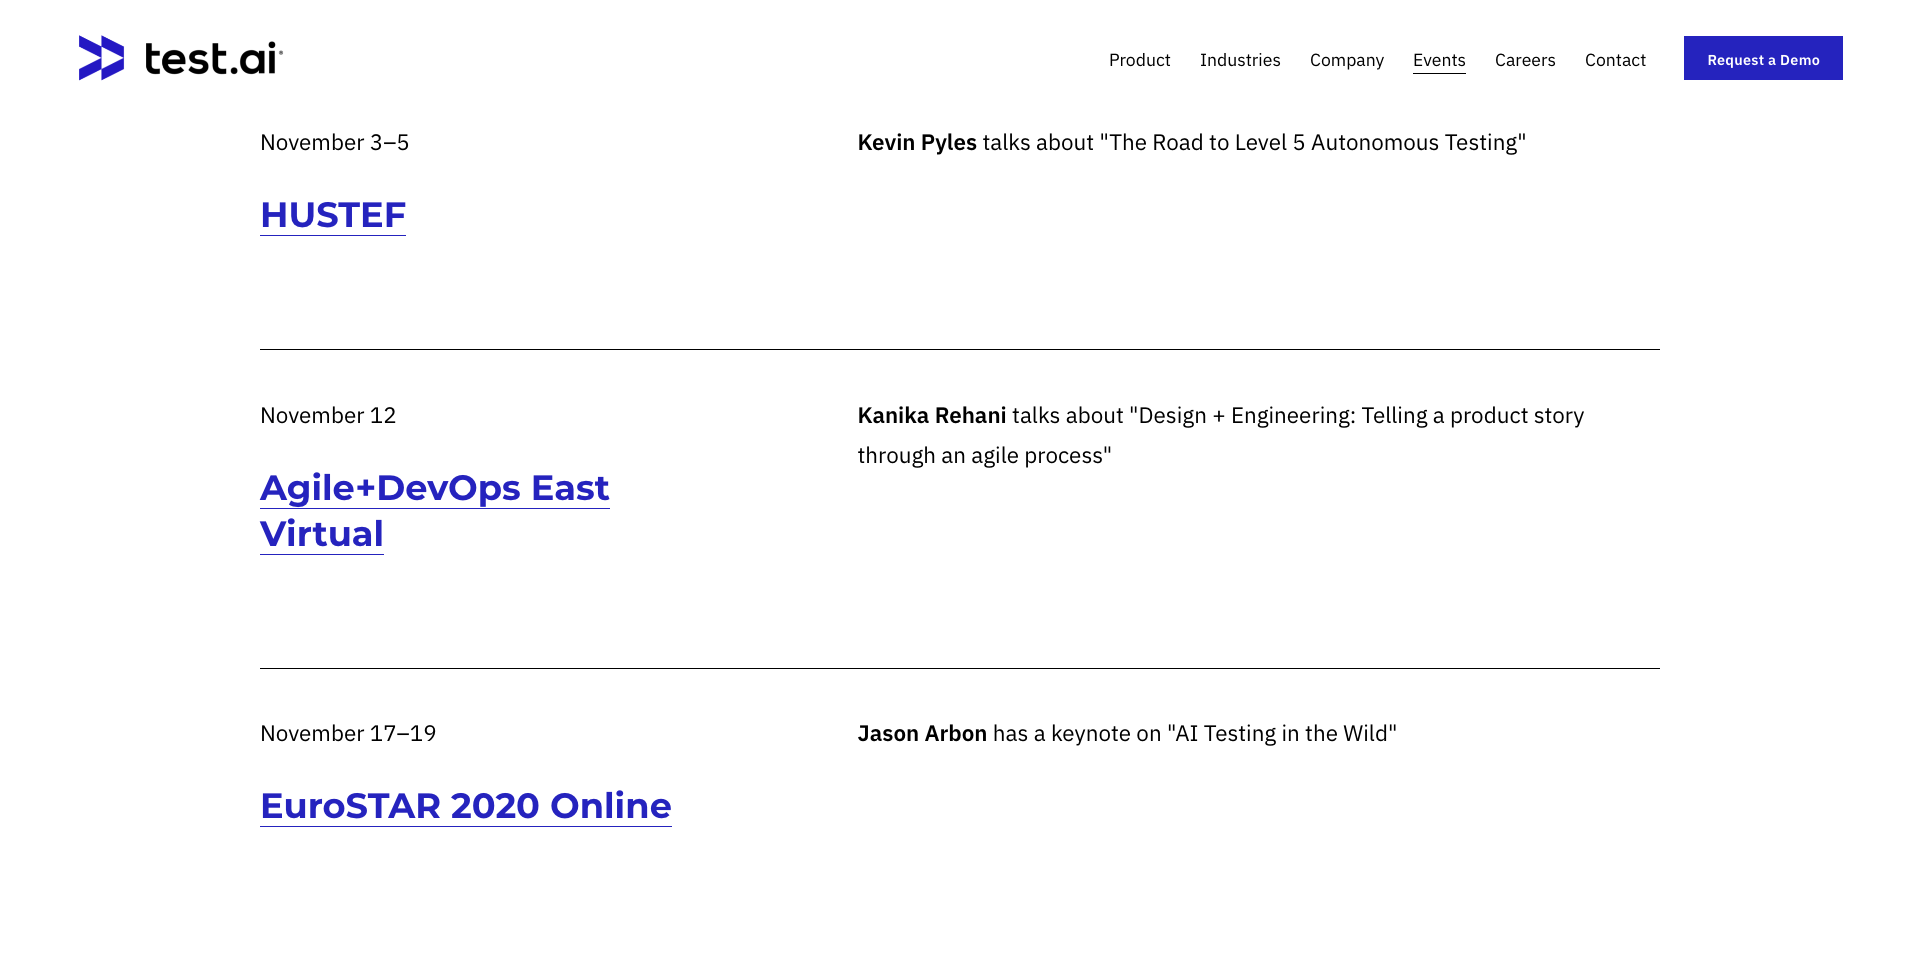 test.ai
Product Industries Company Events Careers Contact Request a Demo
November 3–5
Kevin Pyles talks about "The Road to Level 5 Autonomous Testing"
HUSTEF
November 12
Kanika Rehani talks about "Design + Engineering: Telling a product story
through an agile process"
Agile+DevOps East
Virtual
November 17–19
Jason Arbon has a keynote on "AI Testing in the Wild"
EuroSTAR 2020 Online